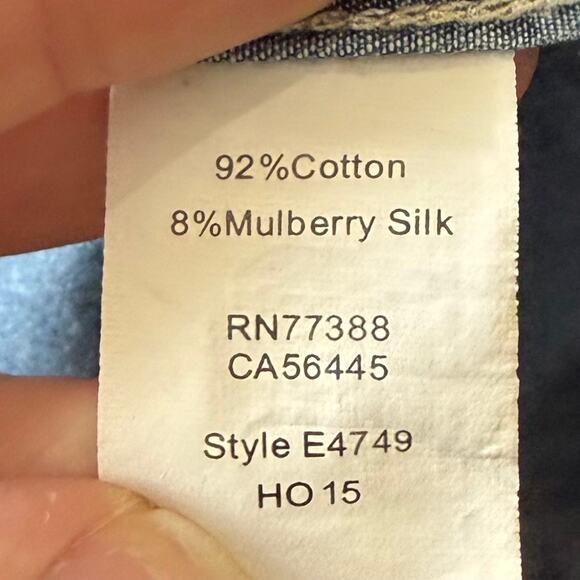 92%Cotton
8%Mulberry Silk
RN77388
CA56445
Style E4749
HO 15